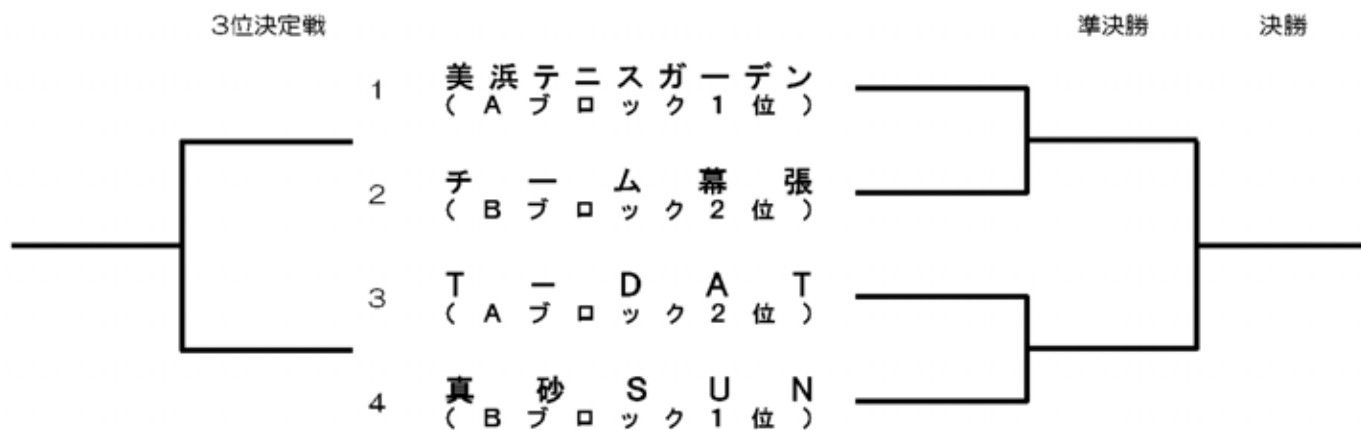 3位決定戦 準決勝 決勝
1 美浜テニスガーデン
(Aブロック1位)
2 チーム幕張
(Bブロック2位)
3 T－DAT
(Aブロック2位)
4 真砂SUN
(Bブロック1位)